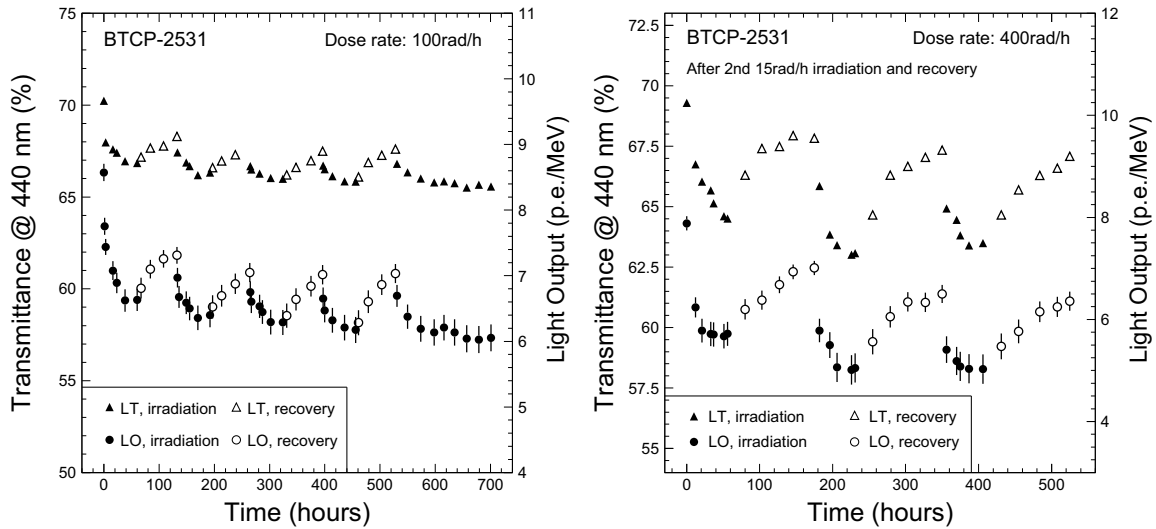 BTCP-2531
Dose rate: 100rad/h
Transmittance @ 440 nm (%)
75
70
65
60
55
50
Light Output (p.e./MeV)
11
10
9
8
7
6
5
4
LT, irradiation
LT, recovery
LO, irradiation
LO, recovery
0 100 200 300 400 500 600 700
Time (hours)
BTCP-2531
Dose rate: 400rad/h
After 2nd 15rad/h irradiation and recovery
Transmittance @ 440 nm (%)
72.5
70
67.5
65
62.5
60
57.5
55
Light Output (p.e./MeV)
12
10
8
6
4
LT, irradiation
LT, recovery
LO, irradiation
LO, recovery
0 100 200 300 400 500
Time (hours)